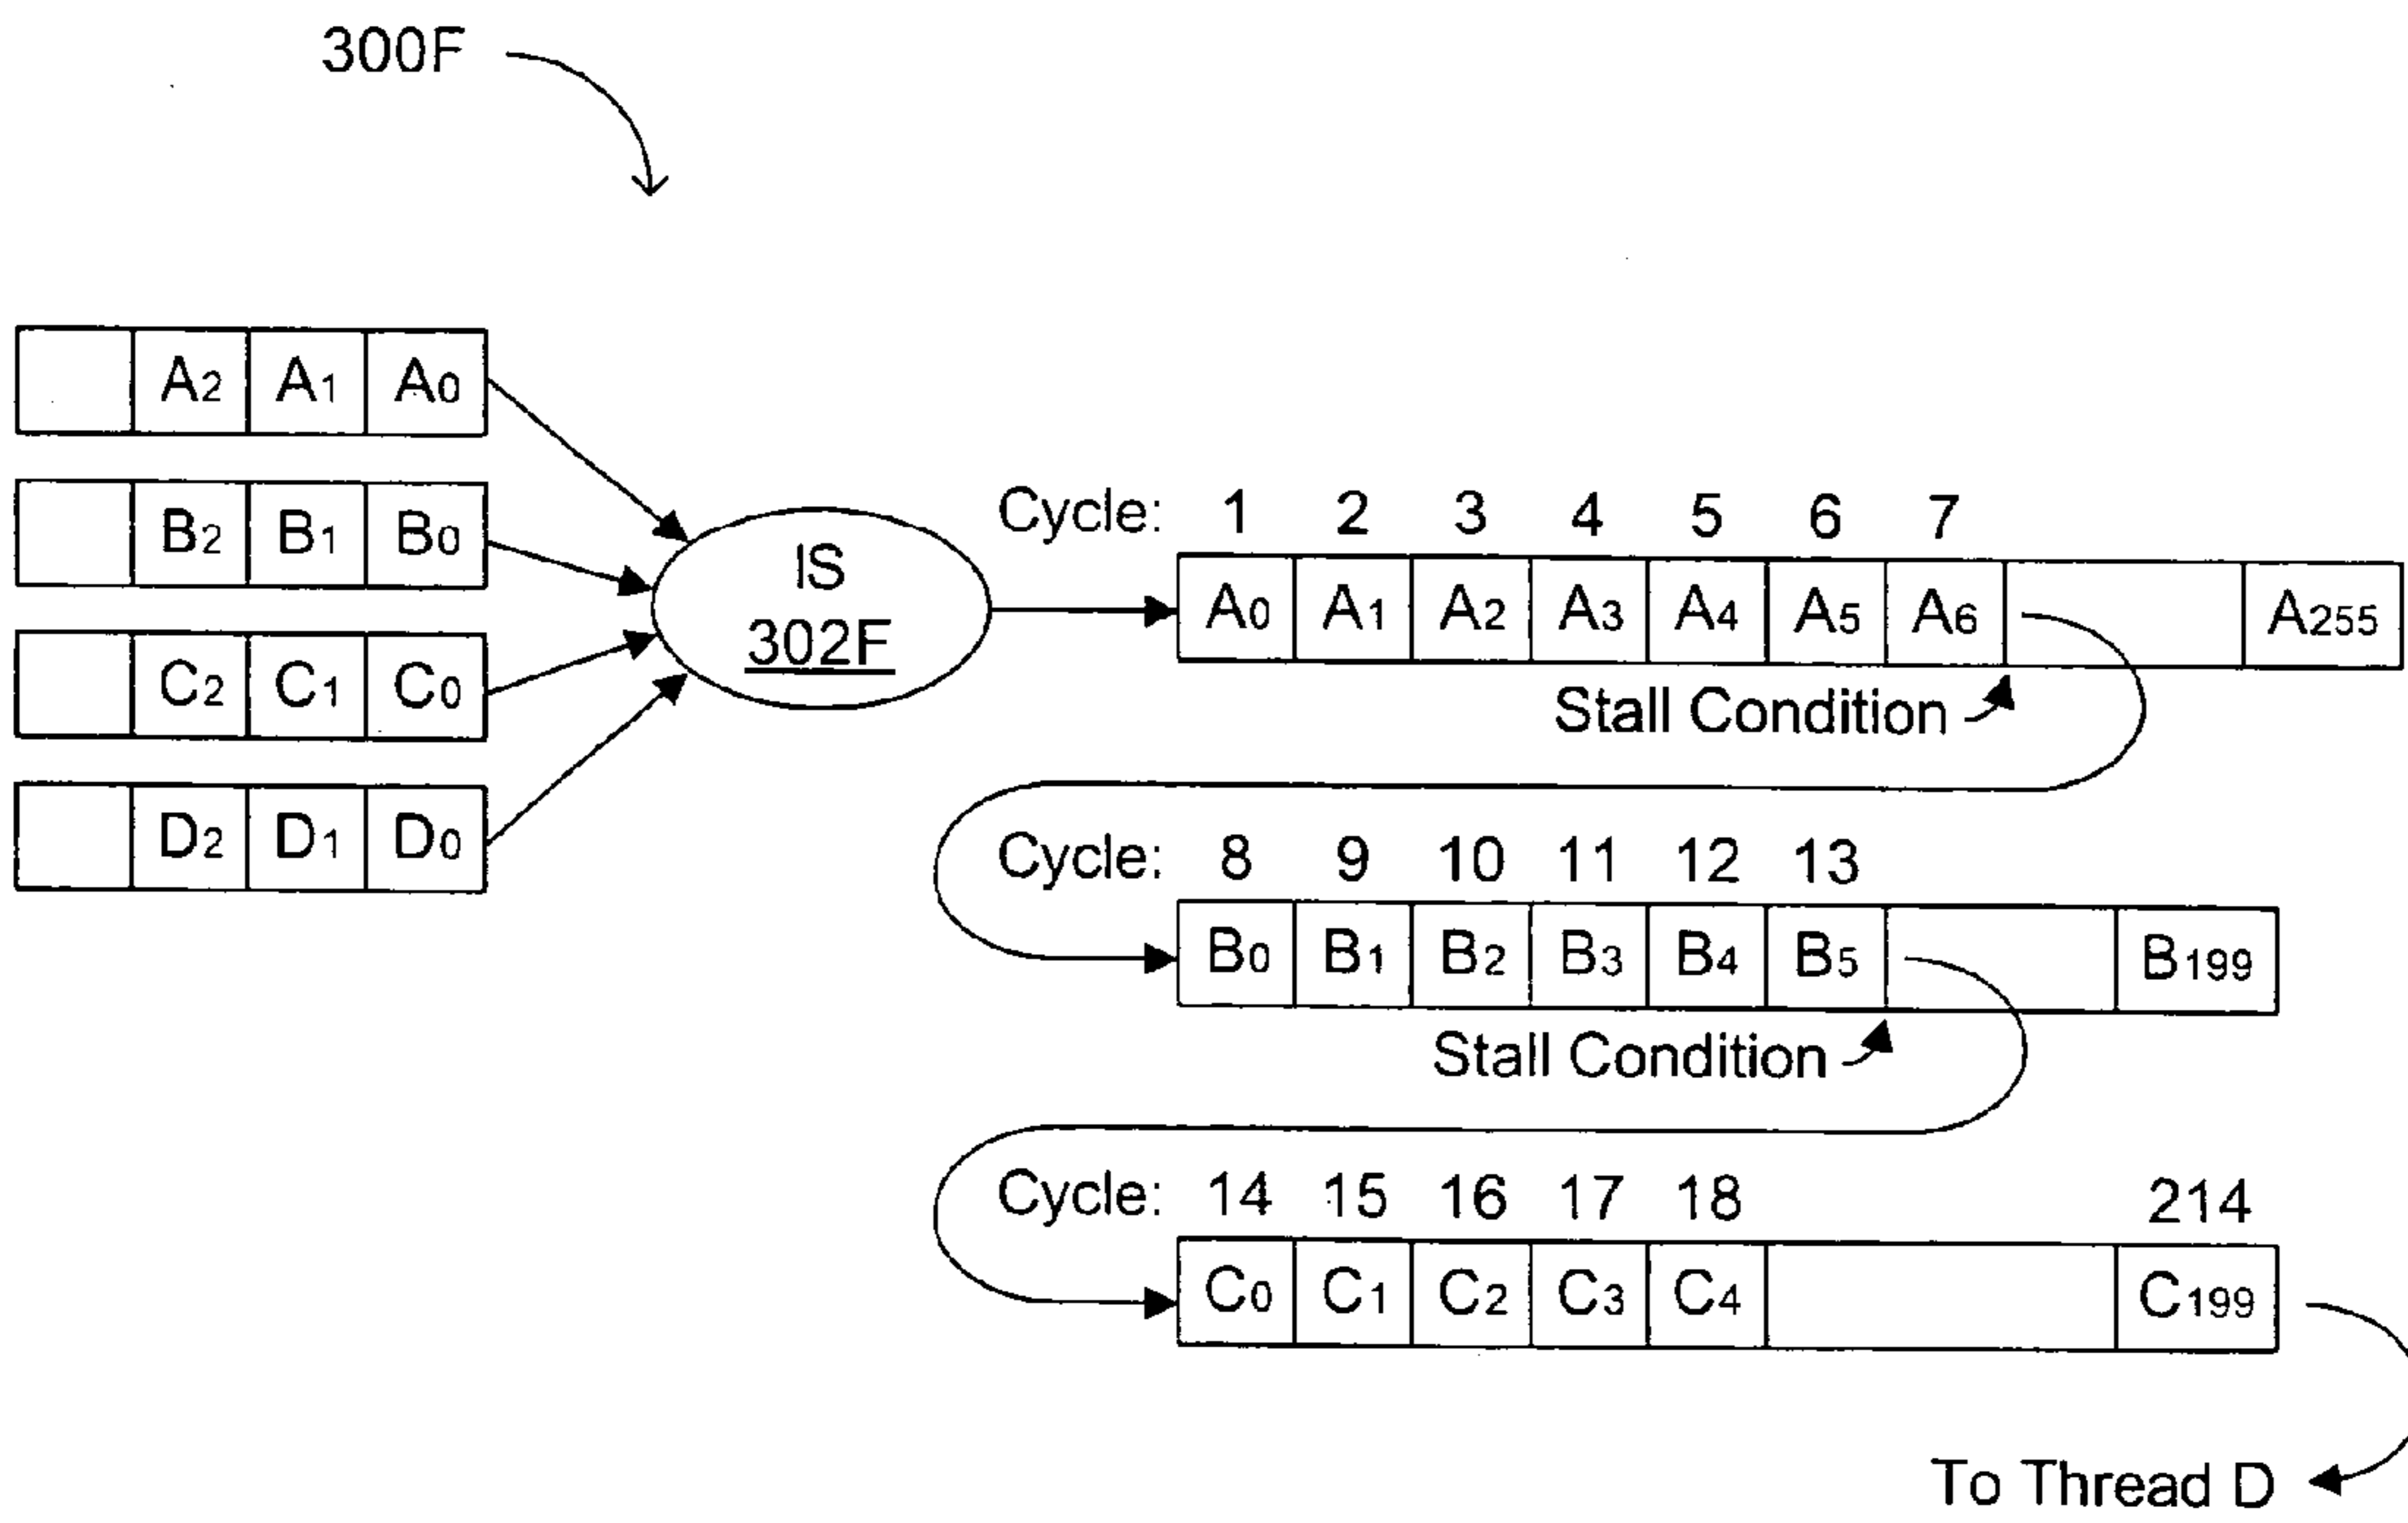 300F
A2 A1 A0
B2 B1 B0
C2 C1 C0
D2 D1 D0
IS
302F
Cycle: 1 2 3 4 5 6 7
A0 A1 A2 A3 A4 A5 A6 A255
Stall Condition
Cycle: 8 9 10 11 12 13
B0 B1 B2 B3 B4 B5 B199
Stall Condition
Cycle: 14 15 16 17 18 214
C0 C1 C2 C3 C4 C199
To Thread D